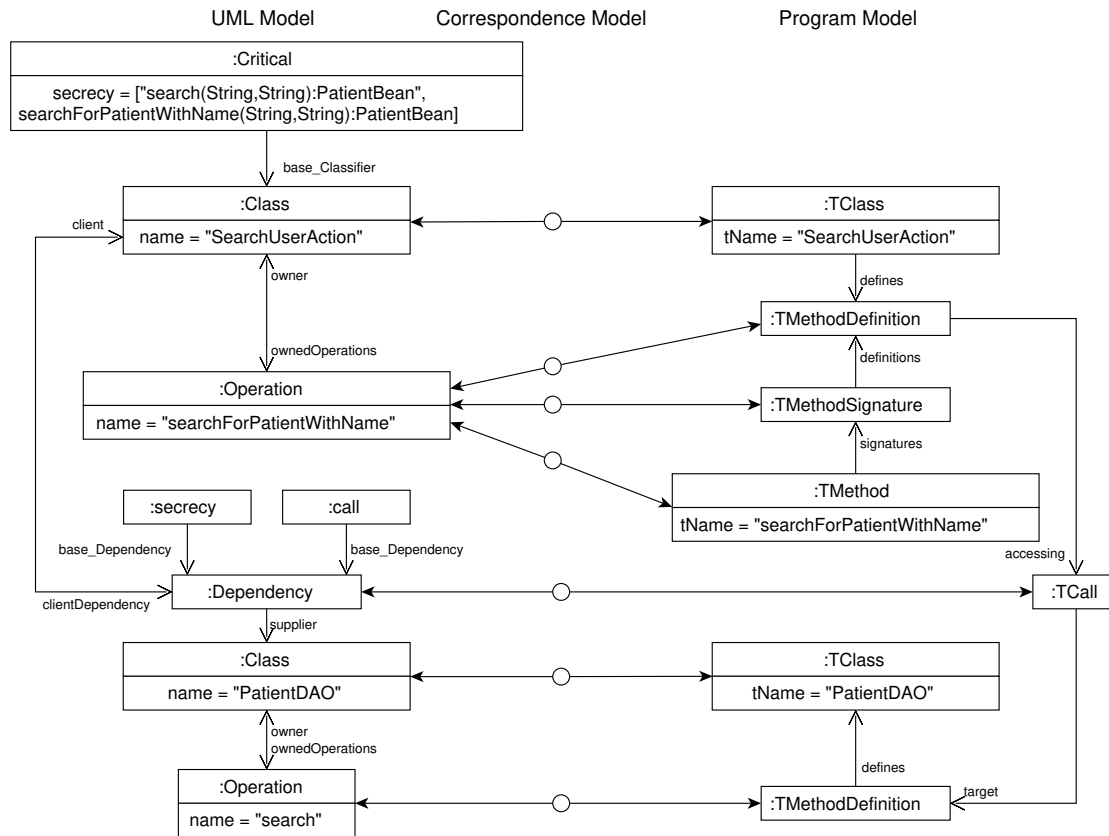 UML Model
Correspondence Model
Program Model
:Critical
secrecy = ["search(String,String):PatientBean",
searchForPatientWithName(String,String):PatientBean]
base_Classifier
:Class
name = "SearchUserAction"
client
:TClass
tName = "SearchUserAction"
owner
defines
:TMethodDefinition
ownedOperations
definitions
:Operation
name = "searchForPatientWithName"
:TMethodSignature
signatures
:TMethod
tName = "searchForPatientWithName"
:secrecy
:call
base_Dependency
base_Dependency
accessing
:Dependency
clientDependency
:TCall
supplier
:Class
name = "PatientDAO"
:TClass
tName = "PatientDAO"
owner
ownedOperations
defines
:Operation
name = "search"
:TMethodDefinition
target